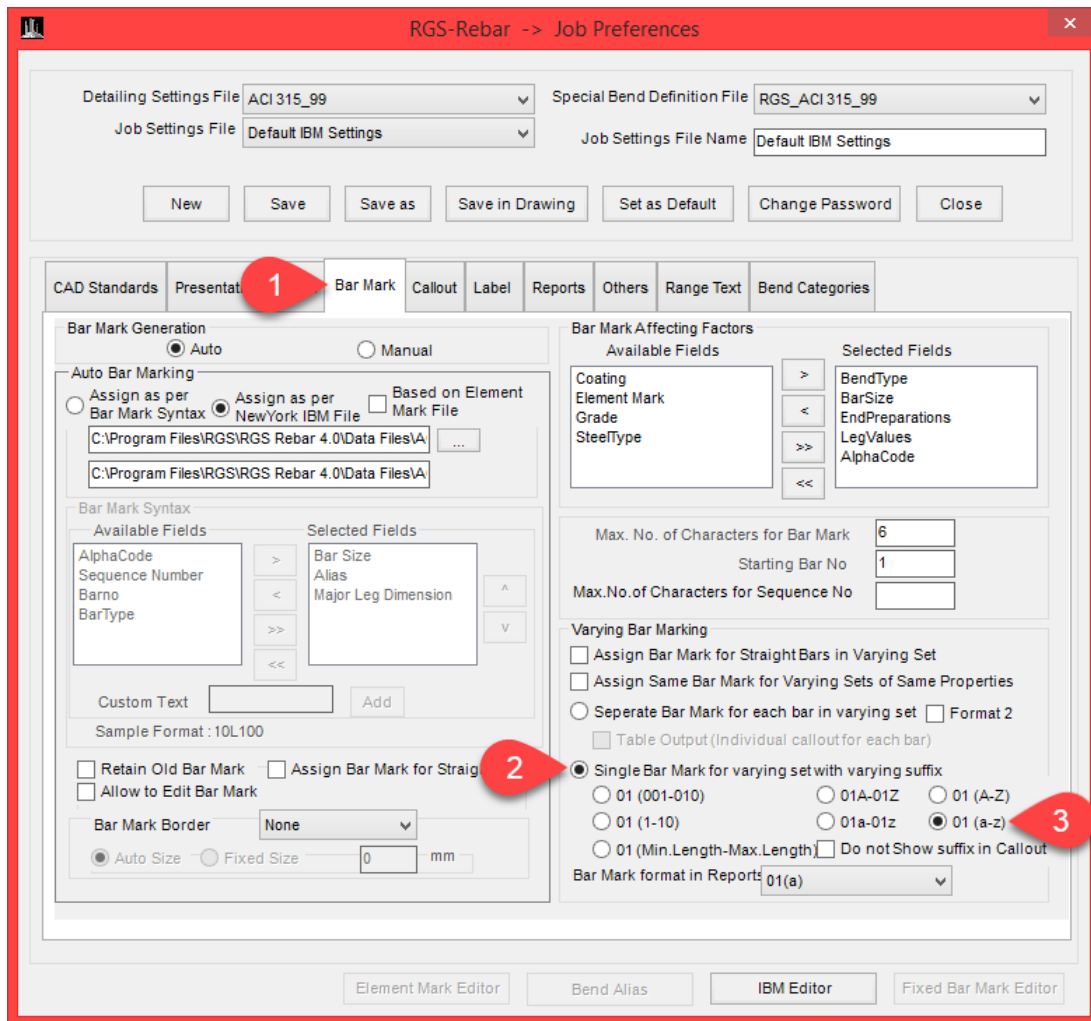 RGS-Rebar -> Job Preferences
×
Detailing Settings File ACI 315_99 Special Bend Definition File RGS_ACI 315_99
Job Settings File Default IBM Settings Job Settings File Name Default IBM Settings
New Save Save as Save in Drawing Set as Default Change Password Close
CAD Standards Presentat 1 Bar Mark Callout Label Reports Others Range Text Bend Categories
Bar Mark Generation
Auto Manual
Auto Bar Marking
Assign as per Bar Mark Syntax Assign as per NewYork IBM File Based on Element Mark File
C:\Program Files\RGS\RGS Rebar 4.0\Data Files\A ...
C:\Program Files\RGS\RGS Rebar 4.0\Data Files\A
Bar Mark Syntax
Available Fields Selected Fields
AlphaCode
Sequence Number
Barno
BarType
>
<
>>
<<
Bar Size
Alias
Major Leg Dimension
^
v
Custom Text Add
Sample Format : 10L100
Retain Old Bar Mark Assign Bar Mark for Straig
Allow to Edit Bar Mark
Bar Mark Border None
Auto Size Fixed Size 0 mm
Bar Mark Affecting Factors
Available Fields Selected Fields
Coating
Element Mark
Grade
SteelType
>
<
>>
<<
BendType
BarSize
EndPreparations
LegValues
AlphaCode
Max. No. of Characters for Bar Mark 6
Starting Bar No 1
Max.No.of Characters for Sequence No
Varying Bar Marking
Assign Bar Mark for Straight Bars in Varying Set
Assign Same Bar Mark for Varying Sets of Same Properties
Seperate Bar Mark for each bar in varying set Format 2
Table Output (Individual callout for each bar)
2 Single Bar Mark for varying set with varying suffix
01 (001-010) 01A-01Z 01 (A-Z)
01 (1-10) 01a-01z 01 (a-z) 3
01 (Min.Length-Max.Length) Do not Show suffix in Callout
Bar Mark format in Reports 01(a)
Element Mark Editor Bend Alias IBM Editor Fixed Bar Mark Editor